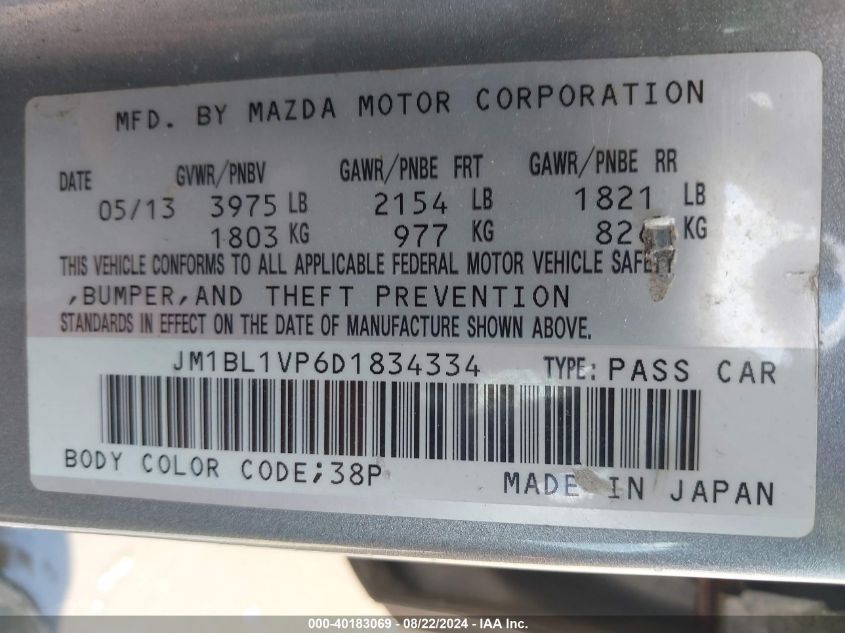 MFD. BY MAZDA MOTOR CORPORATION
DATE GVWR/PNBV GAWR/PNBE FRT GAWR/PNBE RR
05/13 3975 LB 2154 LB 1821 LB
1803 KG 977 KG KG
THIS VEHICLE CONFORMS TO ALL APPLICABLE FEDERAL MOTOR VEHICLE SAFETY
,BUMPER,AND THEFT PREVENTION
STANDARDS IN EFFECT ON THE DATE OF MANUFACTURE SHOWN ABOVE.
JM1BL1VP6D1834334 TYPE: PASS CAR
BODY COLOR CODE;38P
MADE IN JAPAN
000-40183069 - 08/22/2024 - IAA Inc.